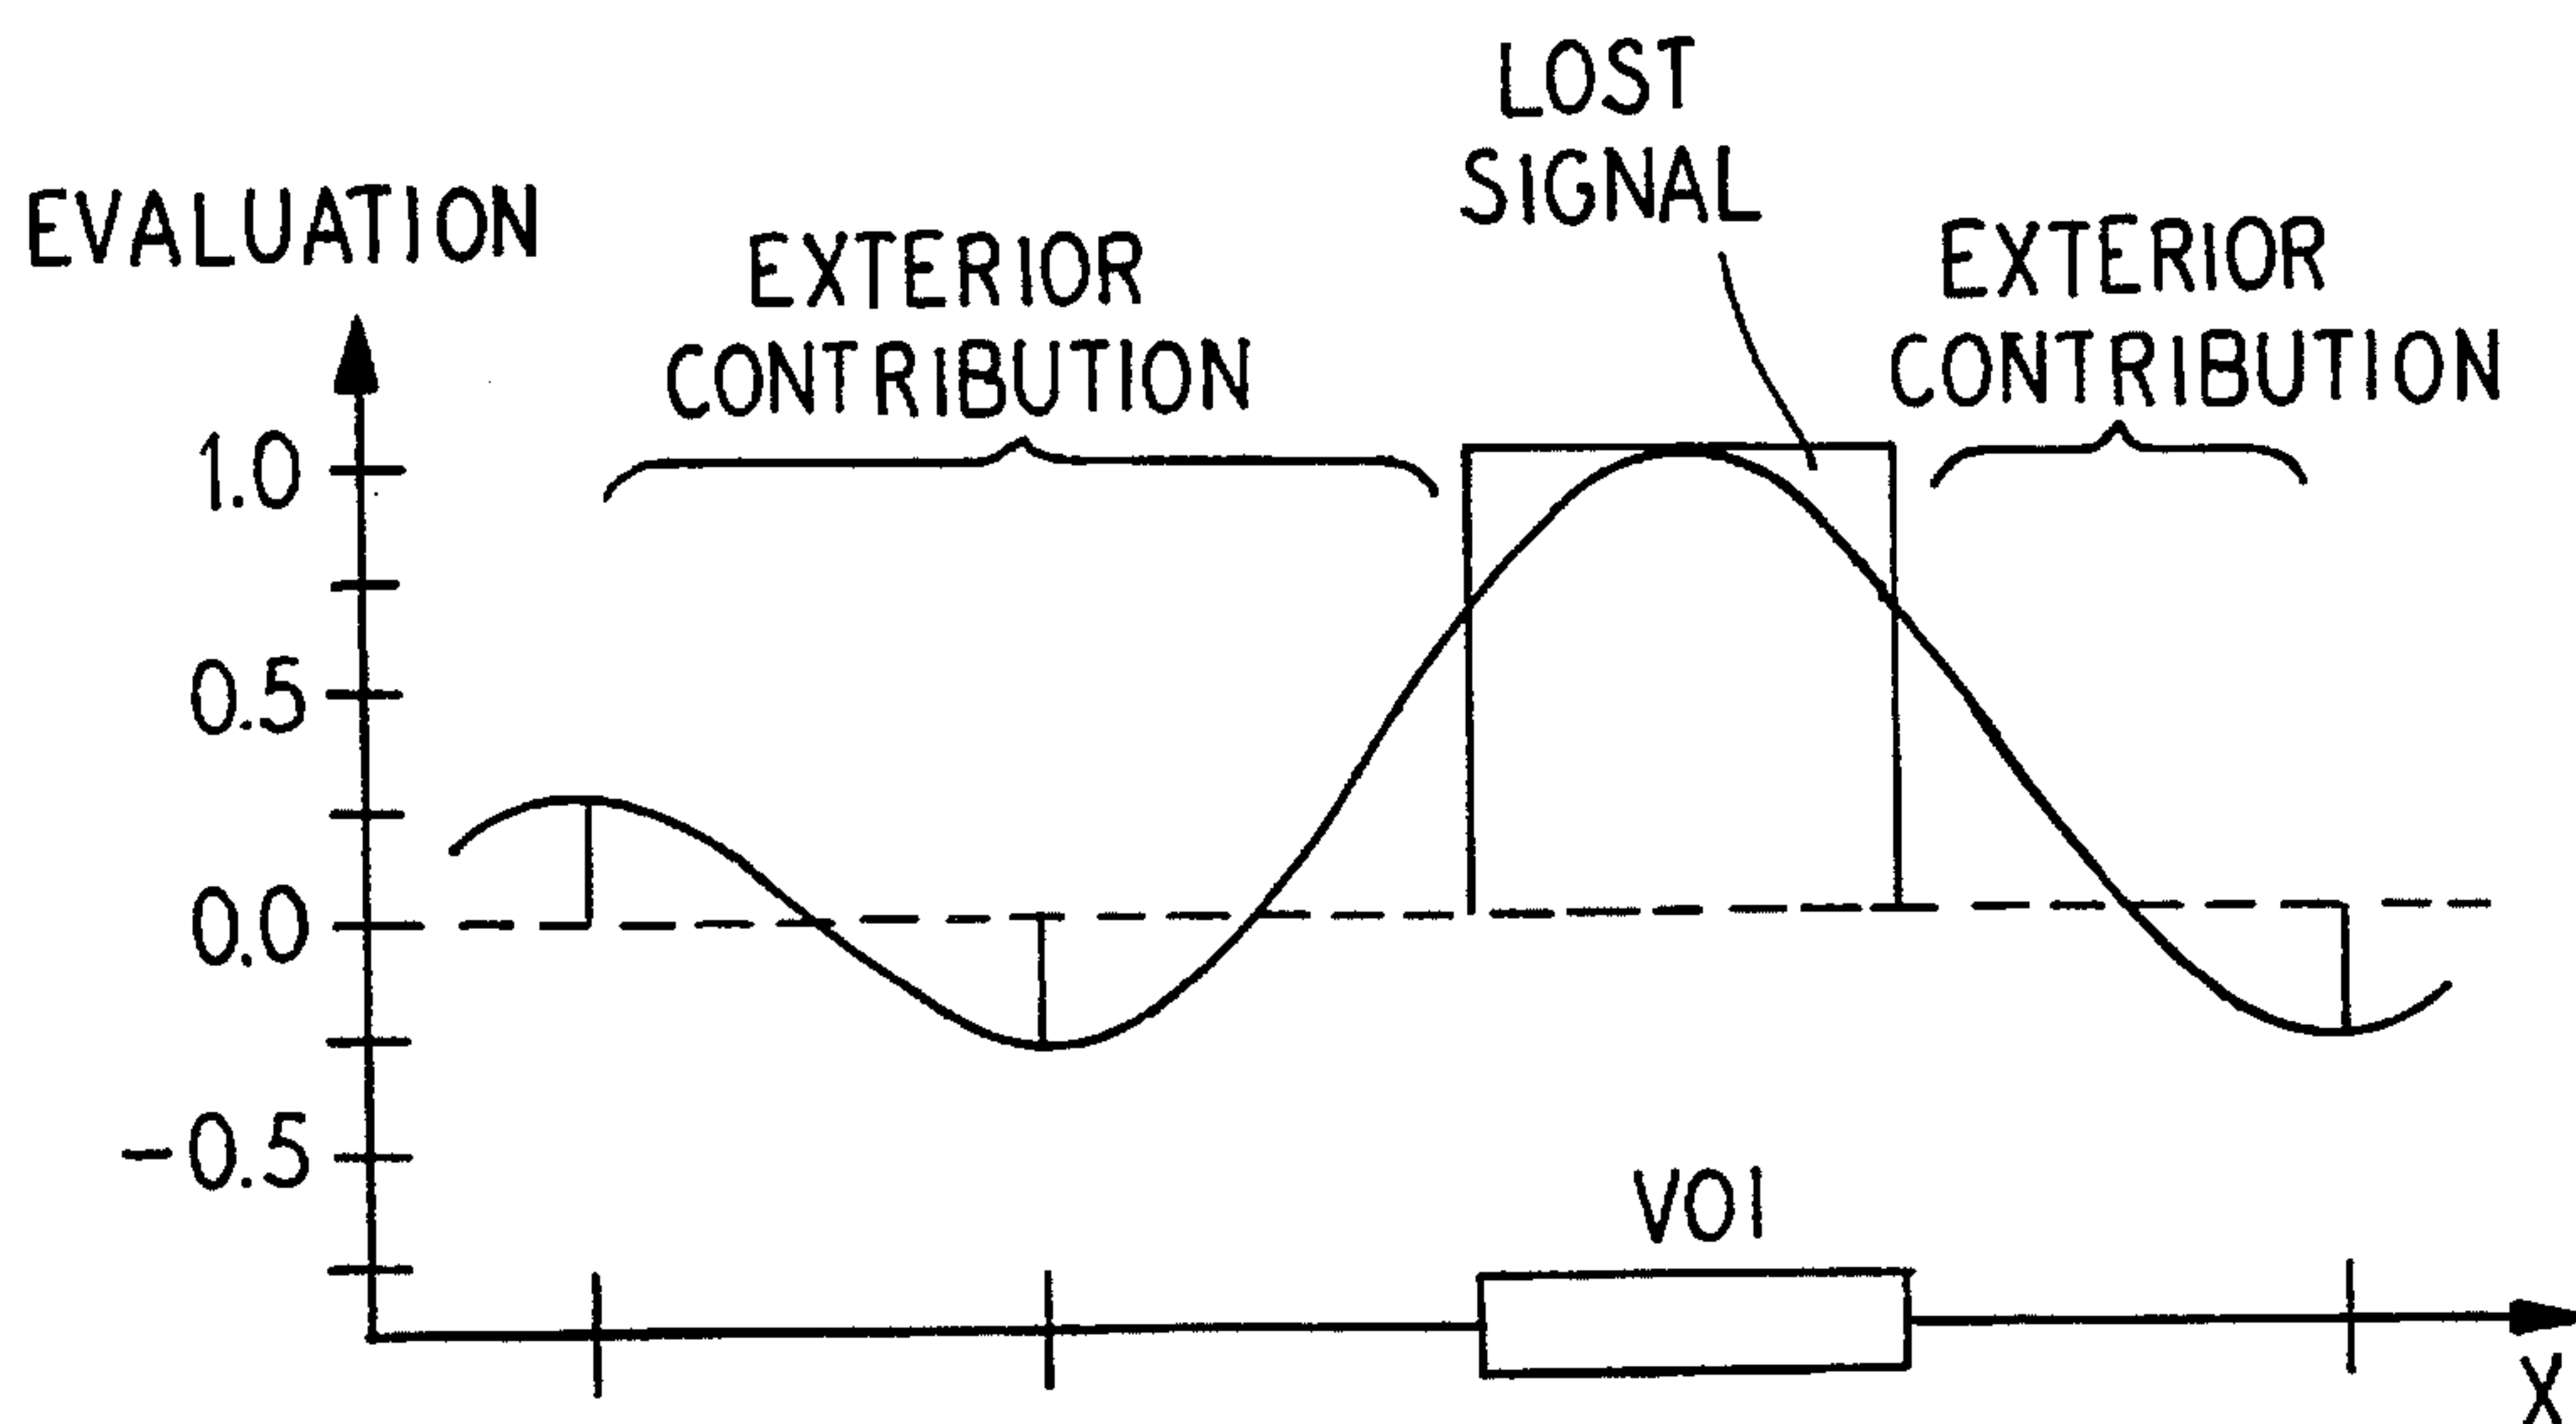 LOST
SIGNAL
EVALUATION
EXTERIOR
CONTRIBUTION
EXTERIOR
CONTRIBUTION
1.0
0.5
0.0
-0.5
VOI
X